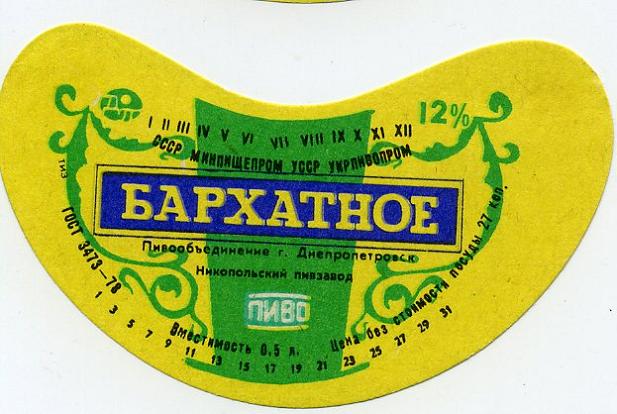 12%
I II III IV V VI VII VIII IX X XI XII
СССР МИНПИЩЕПРОМ УССР УКРПИВОПРОМ
БАРХАТНОЕ
Пивообъединение г. Днепропетровск
Никопольский пивзавод
ПИВО
ТИЗ
ГОСТ 3473—78
Вместимость 0,5 л.
Цена без стоимости посуды 27 коп.
1 3 5 7 9 11 13 15 17 19 21 23 25 27 29 31